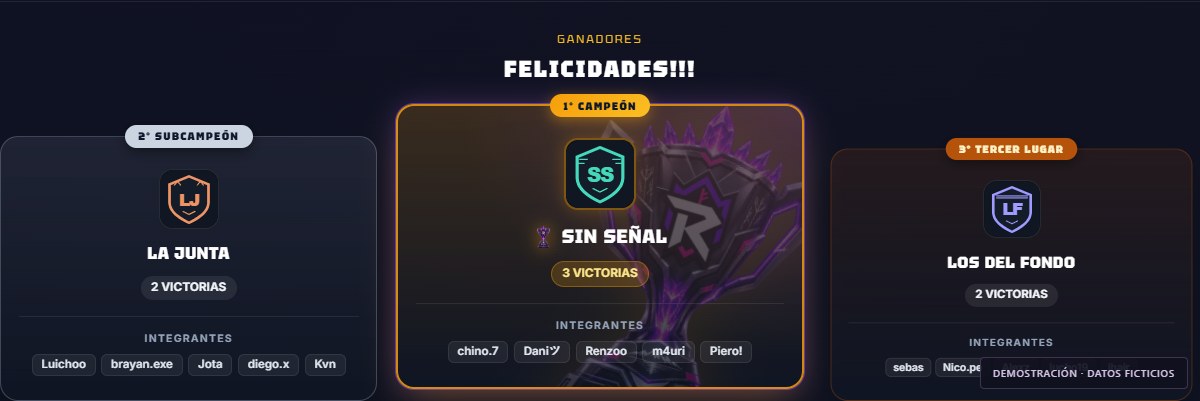 GANADORES
FELICIDADES!!!
2° SUBCAMPEÓN
LJ
LA JUNTA
2 VICTORIAS
INTEGRANTES
Luichoo brayan.exe Jota diego.x Kvn
1° CAMPEÓN
SS
SIN SEÑAL
3 VICTORIAS
INTEGRANTES
chino.7 Daniツ Renzoo m4uri Piero!
3° TERCER LUGAR
LF
LOS DEL FONDO
2 VICTORIAS
INTEGRANTES
sebas
DEMOSTRACIÓN · DATOS FICTICIOS